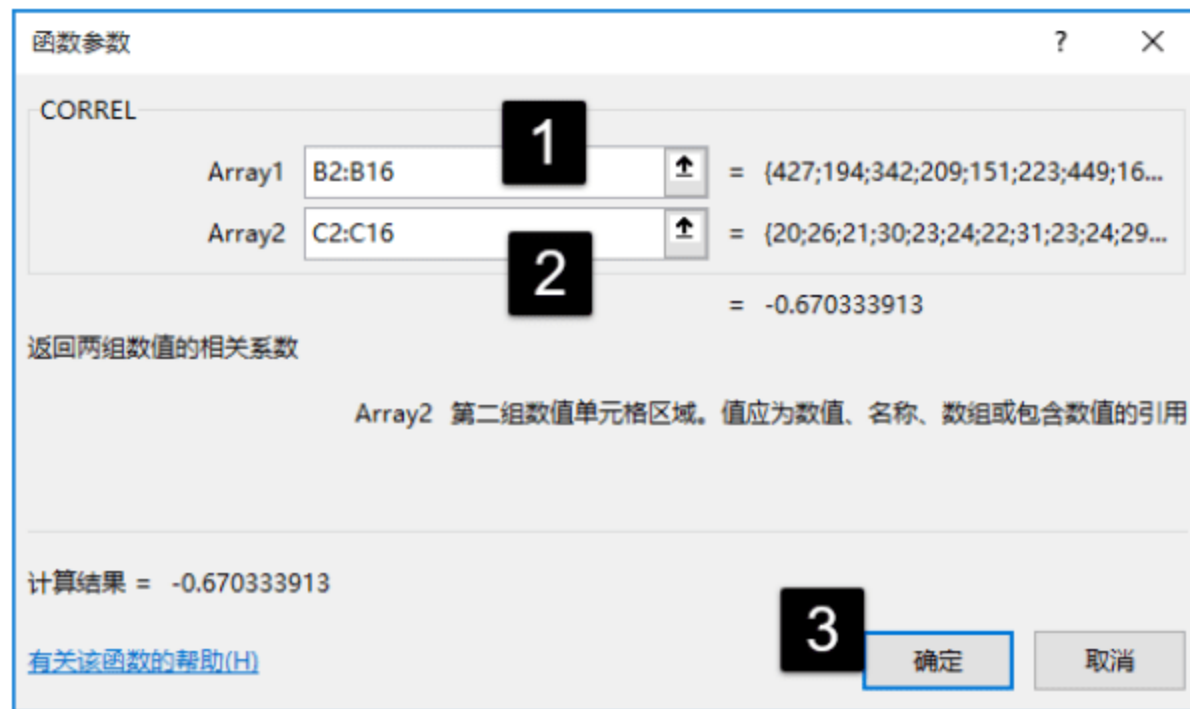 函数参数
? ×
CORREL
1
Array1 B2:B16 = {427;194;342;209;151;223;449;16...
Array2 C2:C16 = {20;26;21;30;23;24;22;31;23;24;29...
2
= -0.670333913
返回两组数值的相关系数
Array2 第二组数值单元格区域。值应为数值、名称、数组或包含数值的引用
计算结果 = -0.670333913
3
有关该函数的帮助(H) 确定 取消